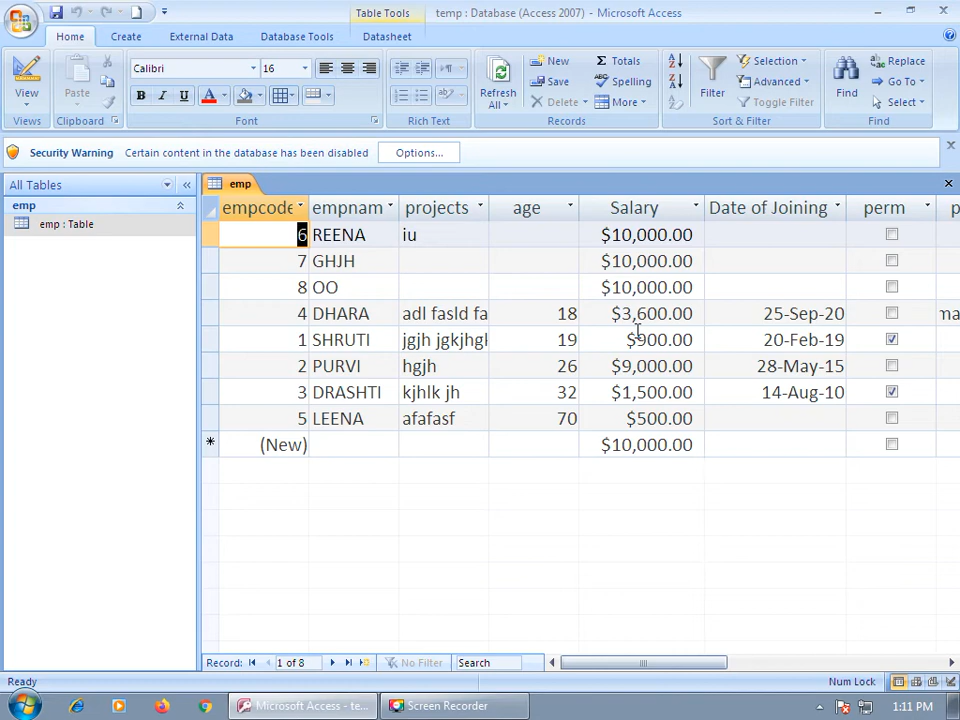 Table Tools temp : Database (Access 2007) - Microsoft Access
Home Create External Data Database Tools Datasheet
View
Views
Paste
Clipboard
Calibri 16
B I U A
Font
Rich Text
Refresh All
New
Save
Delete
Totals
Spelling
More
Records
Filter
Selection
Advanced
Toggle Filter
Sort & Filter
Find
Replace
Go To
Select
Find
Security Warning Certain content in the database has been disabled Options...
All Tables
emp
emp : Table
emp
empcode empnam projects age Salary Date of Joining perm p
6 REENA iu $10,000.00
7 GHJH $10,000.00
8 OO $10,000.00
4 DHARA adl fasld fa 18 $3,600.00 25-Sep-20 ma
1 SHRUTI jgjh jgkjhgk 19 $900.00 20-Feb-19
2 PURVI hgjh 26 $9,000.00 28-May-15
3 DRASHTI kjhlk jh 32 $1,500.00 14-Aug-10
5 LEENA afafasf 70 $500.00
* (New) $10,000.00
Record: 1 of 8 No Filter Search
Ready Num Lock
Microsoft Access - te... Screen Recorder 1:11 PM